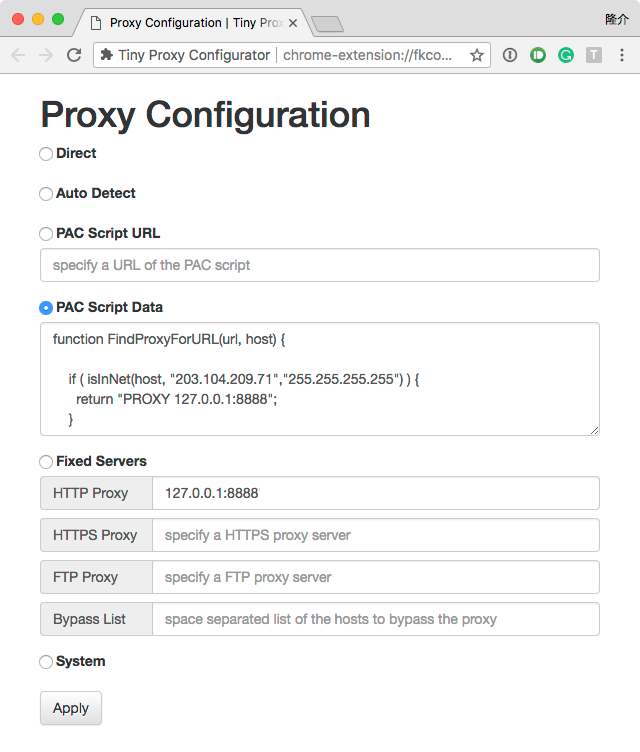 Proxy Configuration | Tiny Prox
隆介
Tiny Proxy Configurator
chrome-extension://fkco...
T
Proxy Configuration
Direct
Auto Detect
PAC Script URL
specify a URL of the PAC script
PAC Script Data
function FindProxyForURL(url, host) {
if ( isInNet(host, "203.104.209.71","255.255.255.255") ) {
return "PROXY 127.0.0.1:8888";
}
Fixed Servers
HTTP Proxy 127.0.0.1:8888
HTTPS Proxy specify a HTTPS proxy server
FTP Proxy specify a FTP proxy server
Bypass List space separated list of the hosts to bypass the proxy
System
Apply